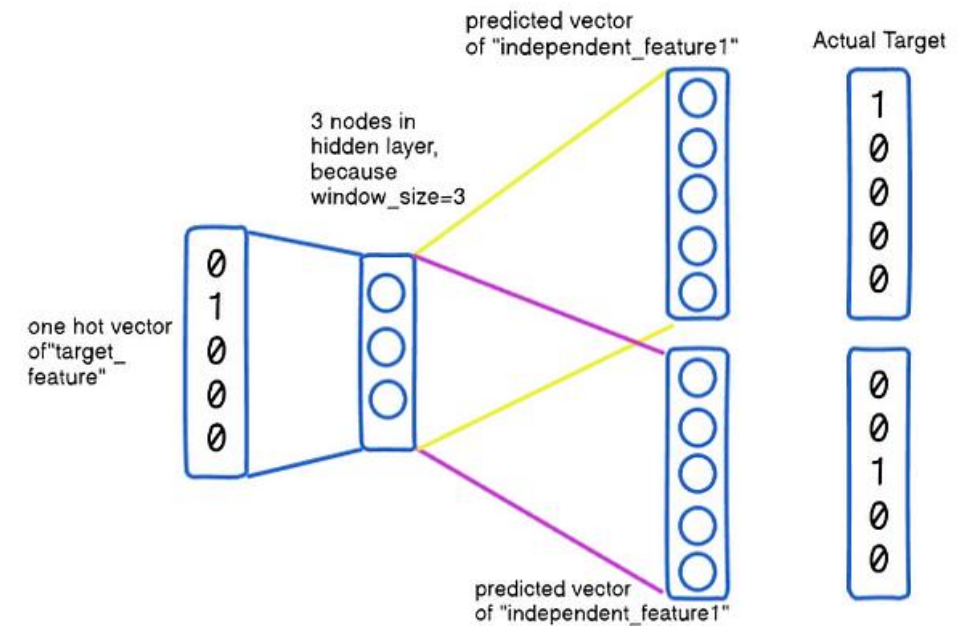 predicted vector
of "independent_feature1"
Actual Target
3 nodes in
hidden layer,
because
window_size=3
one hot vector
of"target_
feature"
0
1
0
0
0
1
0
0
0
0
0
0
1
0
0
predicted vector
of "independent_feature1"